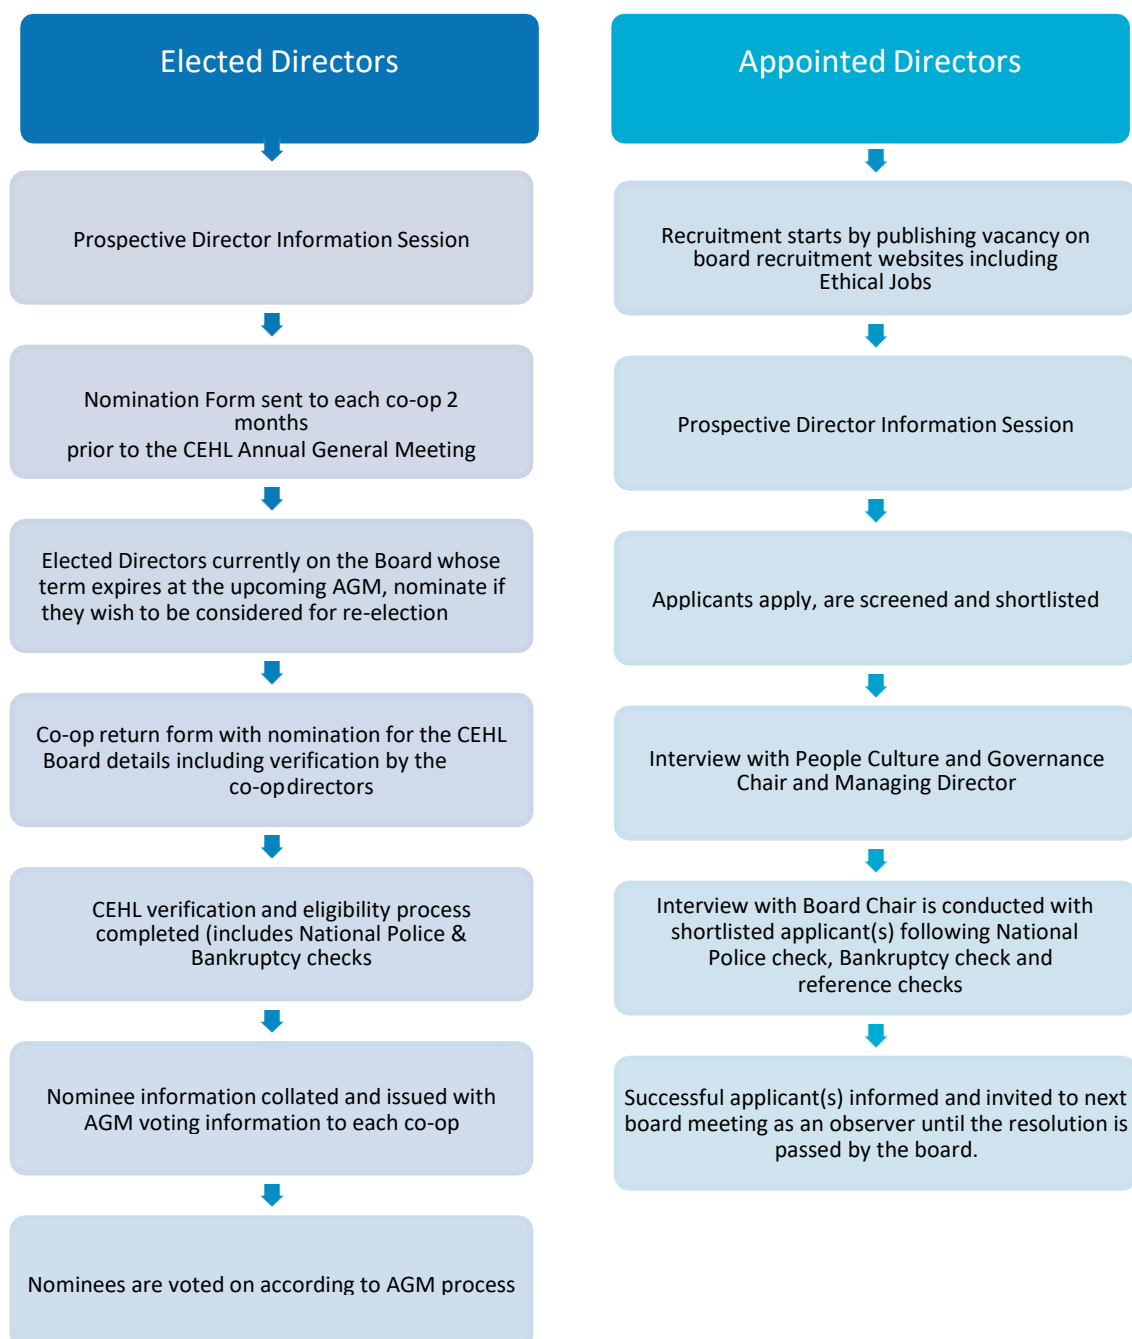 Elected Directors
Prospective Director Information Session
Nomination Form sent to each co-op 2
months
prior to the CEHL Annual General Meeting
Elected Directors currently on the Board whose
term expires at the upcoming AGM, nominate if
they wish to be considered for re-election
Co-op return form with nomination for the CEHL
Board details including verification by the
co-opdirectors
CEHL verification and eligibility process
completed (includes National Police &
Bankruptcy checks
Nominee information collated and issued with
AGM voting information to each co-op
Nominees are voted on according to AGM process
Appointed Directors
Recruitment starts by publishing vacancy on
board recruitment websites including
Ethical Jobs
Prospective Director Information Session
Applicants apply, are screened and shortlisted
Interview with People Culture and Governance
Chair and Managing Director
Interview with Board Chair is conducted with
shortlisted applicant(s) following National
Police check, Bankruptcy check and
reference checks
Successful applicant(s) informed and invited to next
board meeting as an observer until the resolution is
passed by the board.